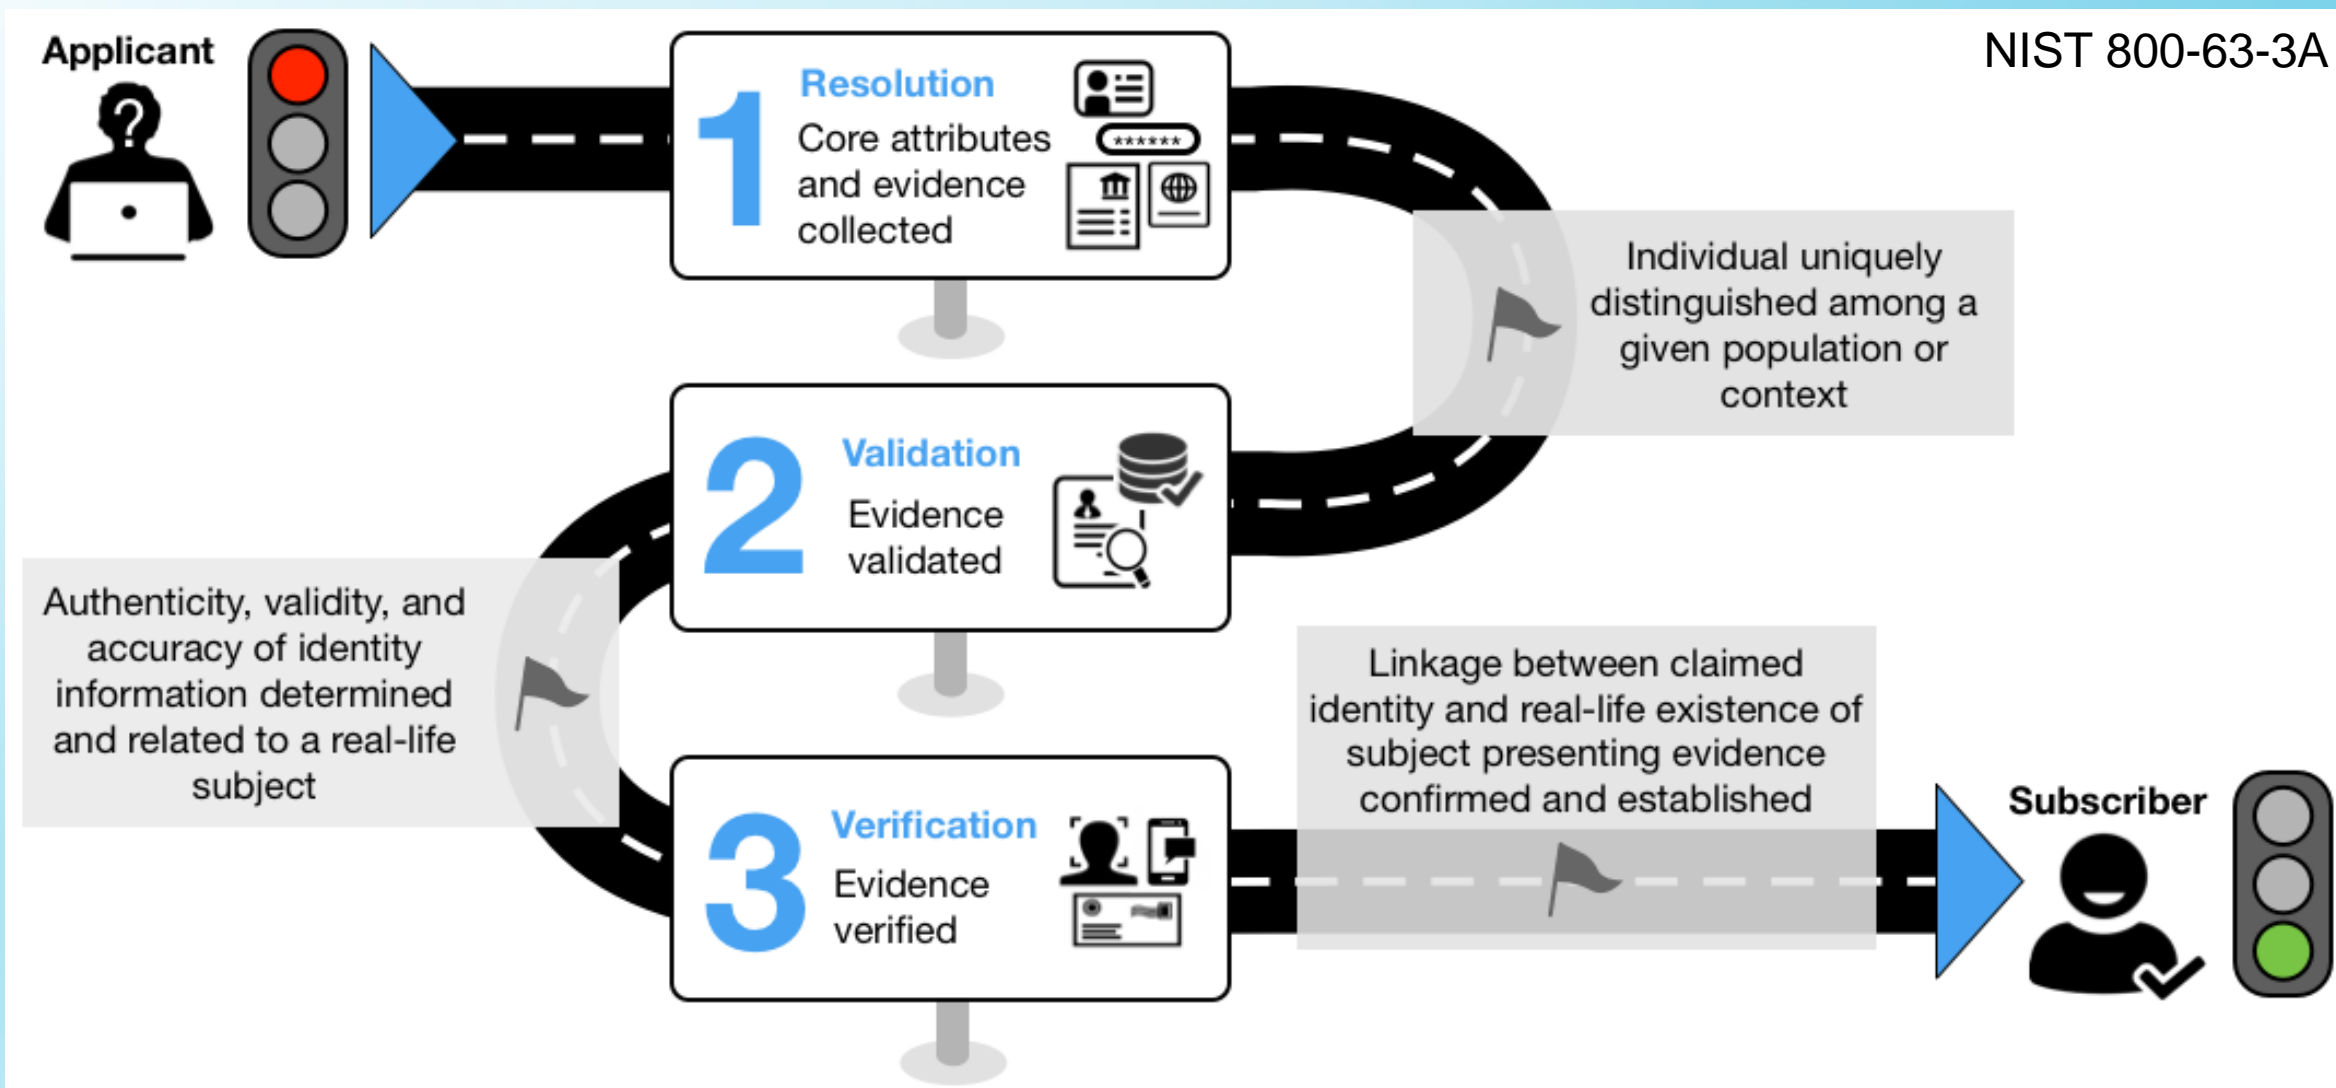 NIST 800-63-3A
Applicant
?
1
Resolution
Core attributes
and evidence
collected
******
Individual uniquely
distinguished among a
given population or
context
2
Validation
Evidence
validated
Authenticity, validity, and
accuracy of identity
information determined
and related to a real-life
subject
3
Verification
Evidence
verified
Linkage between claimed
identity and real-life existence of
subject presenting evidence
confirmed and established
Subscriber